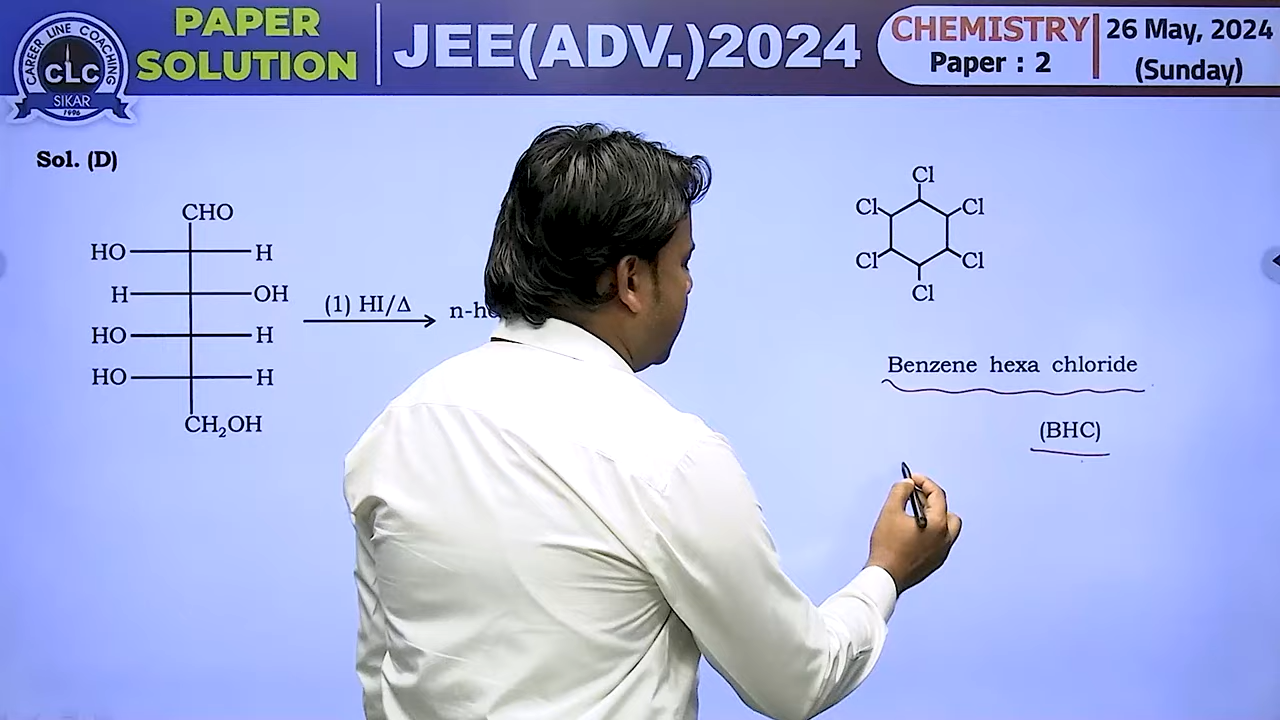 CAREER LINE COACHING
CLC
SIKAR
1996
PAPER
SOLUTION
JEE(ADV.)2024
CHEMISTRY
Paper : 2
26 May, 2024
(Sunday)
Sol. (D)
CHO
HO H
H OH
HO H
HO H
CH₂OH
(1) HI/Δ
Cl
Cl Cl
Cl Cl
Cl
Benzene hexa chloride
(BHC)